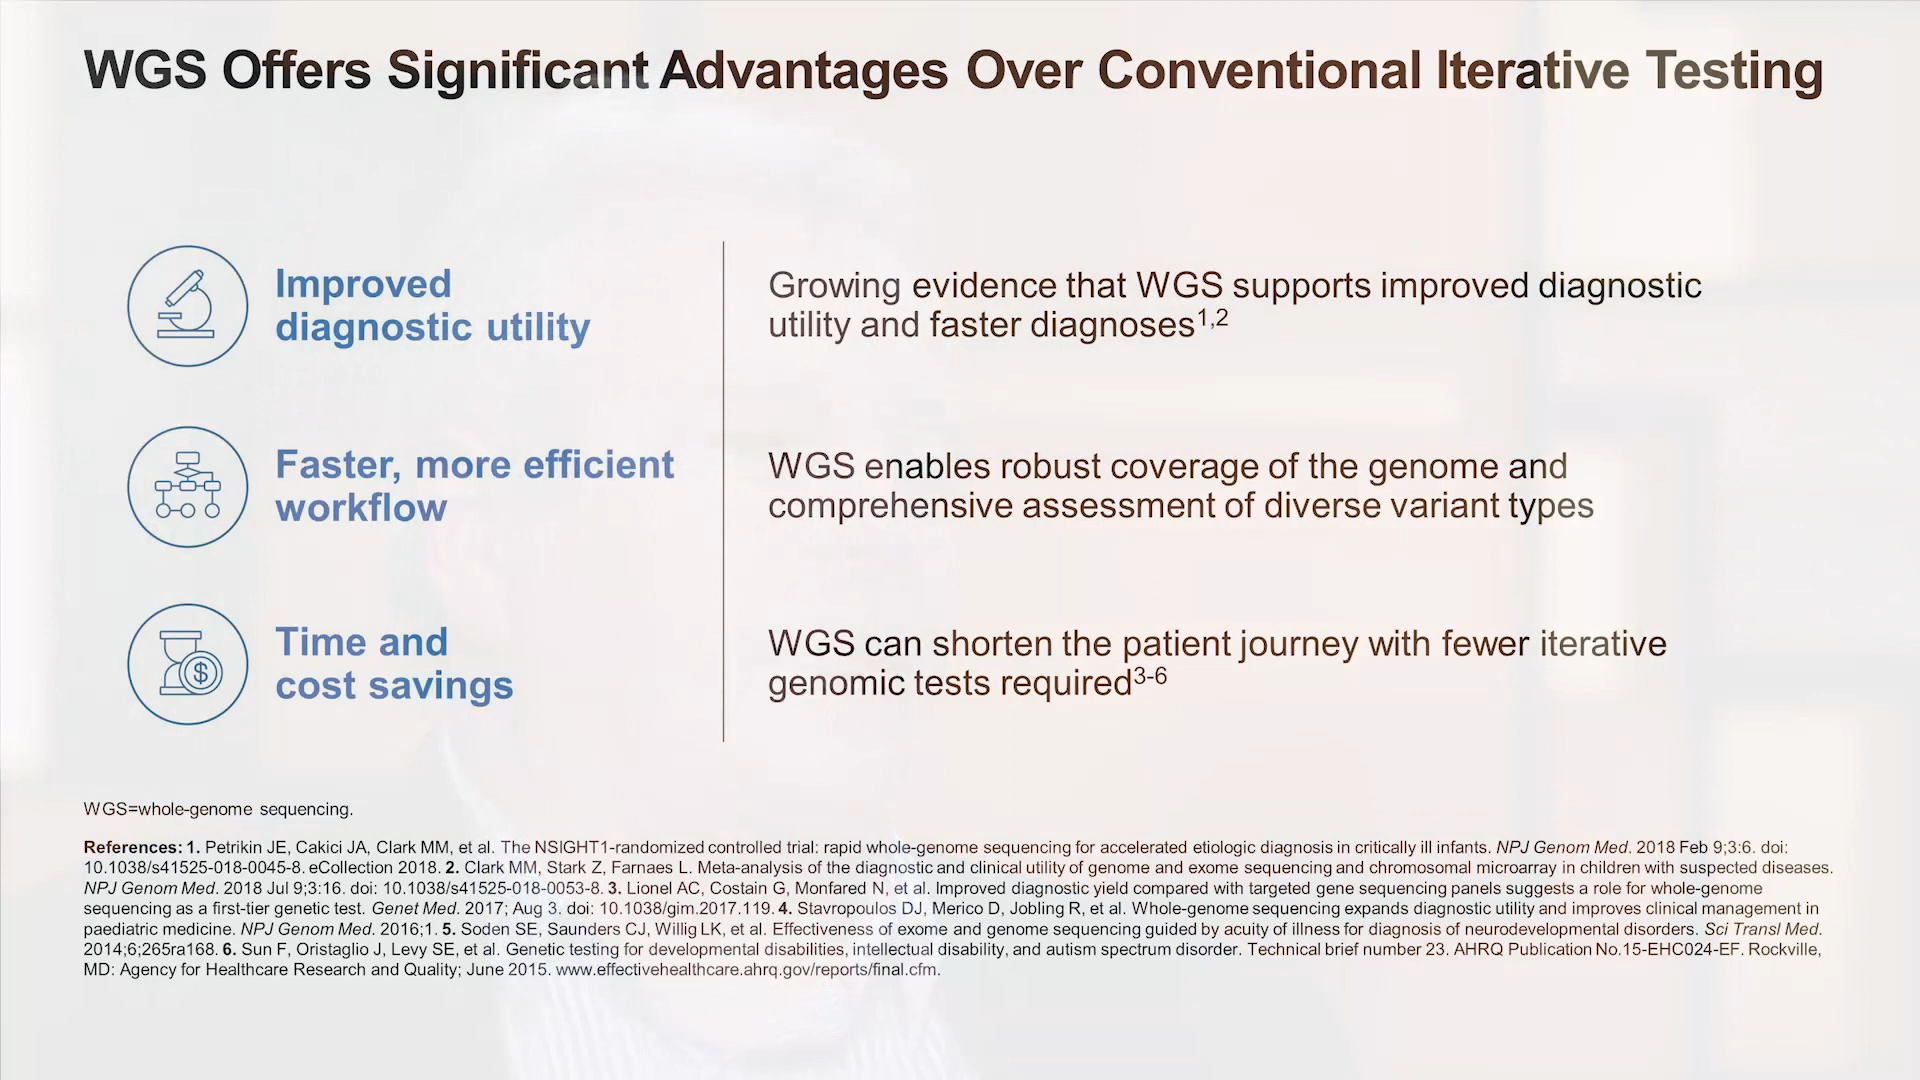 WGS Offers Significant Advantages Over Conventional Iterative Testing
Improved
diagnostic utility
Growing evidence that WGS supports improved diagnostic
utility and faster diagnoses1,2
Faster, more efficient
workflow
WGS enables robust coverage of the genome and
comprehensive assessment of diverse variant types
$
Time and
cost savings
WGS can shorten the patient journey with fewer iterative
genomic tests required3-6
WGS=whole-genome sequencing.
References: 1. Petrikin JE, Cakici JA, Clark MM, et al. The NSIGHT1-randomized controlled trial: rapid whole-genome sequencing for accelerated etiologic diagnosis in critically ill infants. NPJ Genom Med. 2018 Feb 9;3:6. doi:
10.1038/s41525-018-0045-8. eCollection 2018. 2. Clark MM, Stark Z, Farnaes L. Meta-analysis of the diagnostic and clinical utility of genome and exome sequencing and chromosomal microarray in children with suspected diseases.
NPJ Genom Med. 2018 Jul 9;3:16. doi: 10.1038/s41525-018-0053-8. 3. Lionel AC, Costain G, Monfared N, et al. Improved diagnostic yield compared with targeted gene sequencing panels suggests a role for whole-genome
sequencing as a first-tier genetic test. Genet Med. 2017; Aug 3. doi: 10.1038/gim.2017.119. 4. Stavropoulos DJ, Merico D, Jobling R, et al. Whole-genome sequencing expands diagnostic utility and improves clinical management in
paediatric medicine. NPJ Genom Med. 2016;1. 5. Soden SE, Saunders CJ, Willig LK, et al. Effectiveness of exome and genome sequencing guided by acuity of illness for diagnosis of neurodevelopmental disorders. Sci Transl Med.
2014;6;265ra168. 6. Sun F, Oristaglio J, Levy SE, et al. Genetic testing for developmental disabilities, intellectual disability, and autism spectrum disorder. Technical brief number 23. AHRQ Publication No.15-EHC024-EF. Rockville,
MD: Agency for Healthcare Research and Quality; June 2015. www.effectivehealthcare.ahrq.gov/reports/final.cfm.